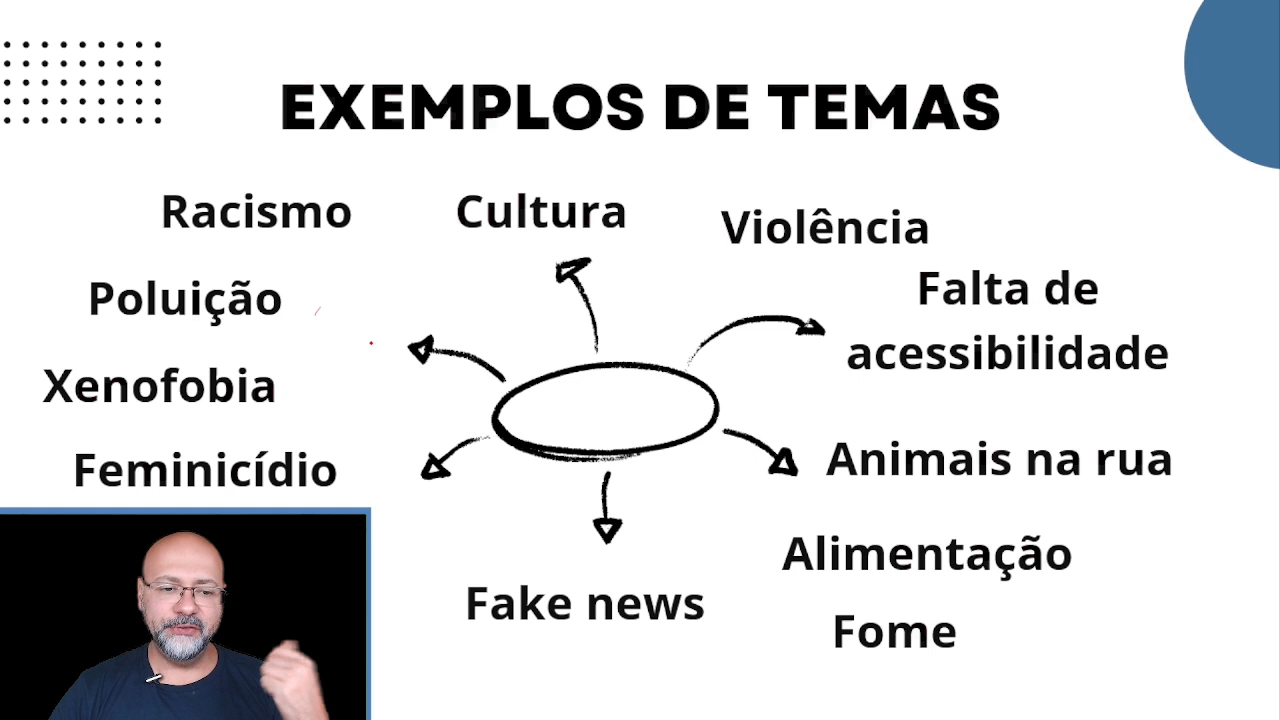 EXEMPLOS DE TEMAS
Racismo
Cultura
Violência
Poluição
Falta de
acessibilidade
Xenofobia
Feminicídio
Animais na rua
Alimentação
Fake news
Fome